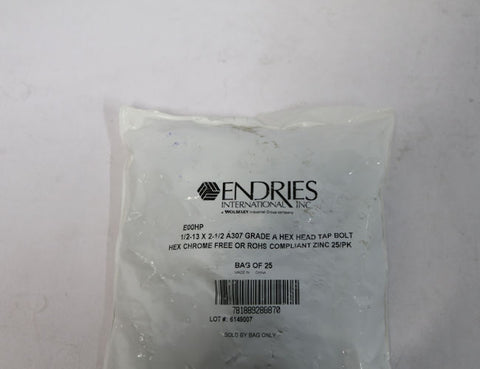 ENDRIES
INTERNATIONAL, INC.
a WOLSELEY Industrial Group company
E00HP
1/2-13 X 2-1/2 A307 GRADE A HEX HEAD TAP BOLT
HEX CHROME FREE OR ROHS COMPLIANT ZINC 25/PK
BAG OF 25
MADE IN CHINA
781889280870
LOT #: 6149007
SOLD BY BAG ONLY